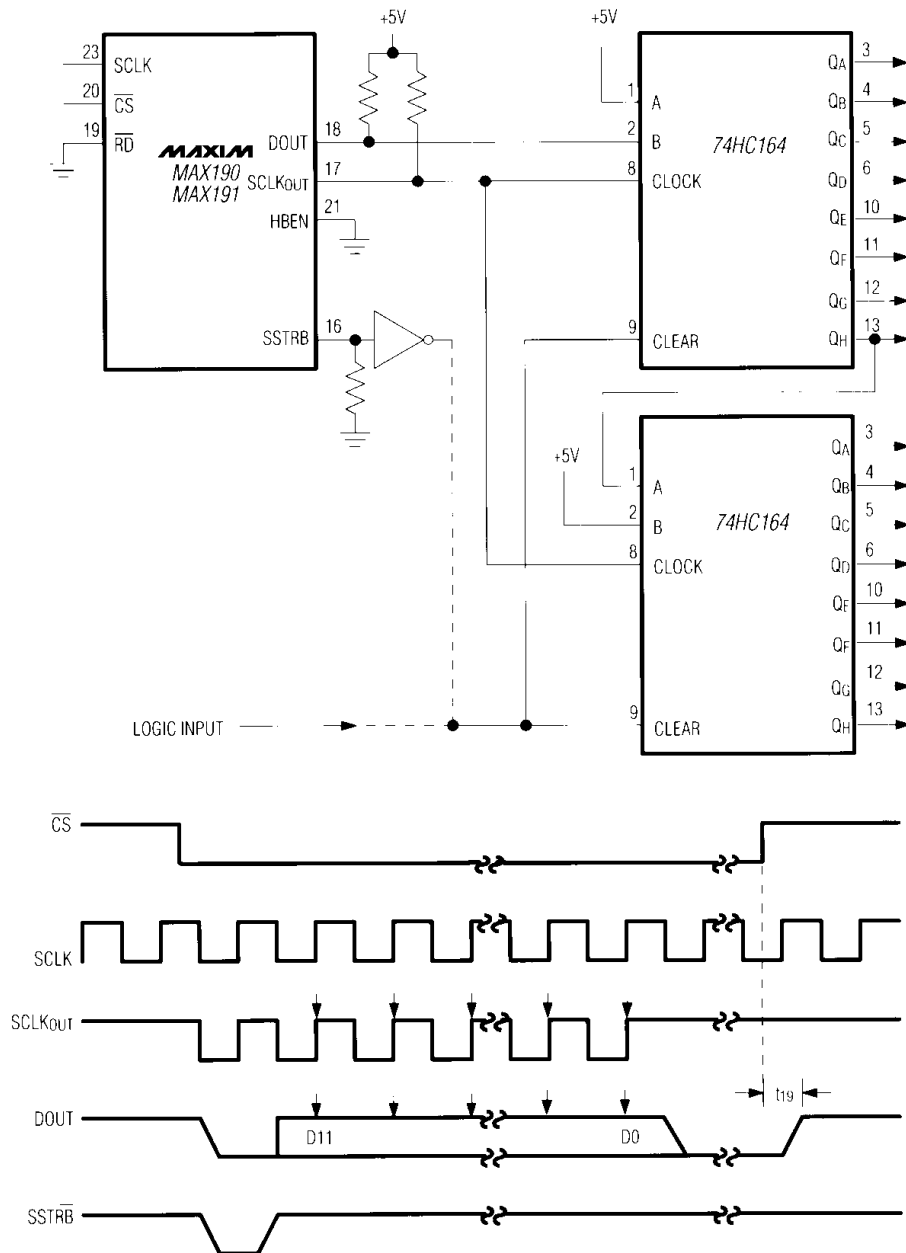 +5V
+5V
23 SCLK
20 CS
19 RD
MAXIM
MAX190
MAX191
DOUT 18
SCLKOUT 17
HBEN 21
SSTRB 16
1 A
2 B
8 CLOCK
9 CLEAR
74HC164
QA 3
QB 4
QC 5
QD 6
QE 10
QF 11
QG 12
QH 13
+5V
1 A
2 B
8 CLOCK
9 CLEAR
74HC164
QA 3
QB 4
QC 5
QD 6
QE 10
QF 11
QG 12
QH 13
LOGIC INPUT
CS
SCLK
SCLKOUT
DOUT
D11
D0
t19
SSTRB